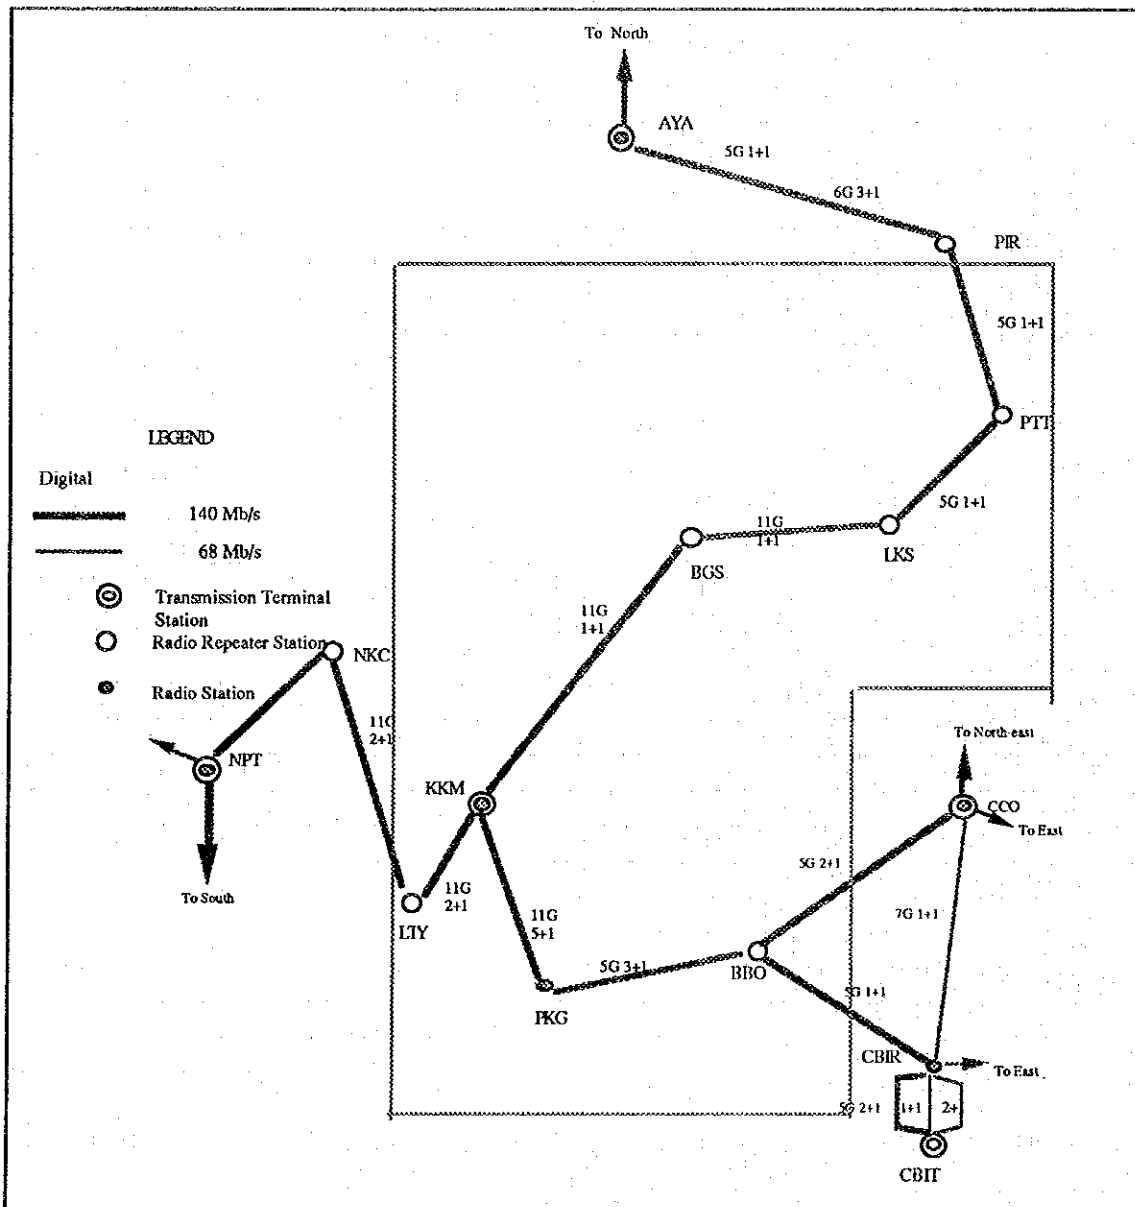 To North
AYA
5G 1+1
6G 3+1
PIR
5G 1+1
PTT
LEGEND
Digital
5G 1+1
140 Mb/s
11G
1+1
LKS
68 Mb/s
BGS
Transmission Terminal
Station
11G
1+1
Radio Repeater Station
NKC
Radio Station
11G
2+1
To North-east
NPT
KKM
CCO
To East
5G 2+1
To South
11G
2+1
7G 1+1
11G
5+1
LTY
5G 3+1
BBO
5G 1+1
PKG
CBIR
To East
5G 2+1
1+1
2+
CBIT